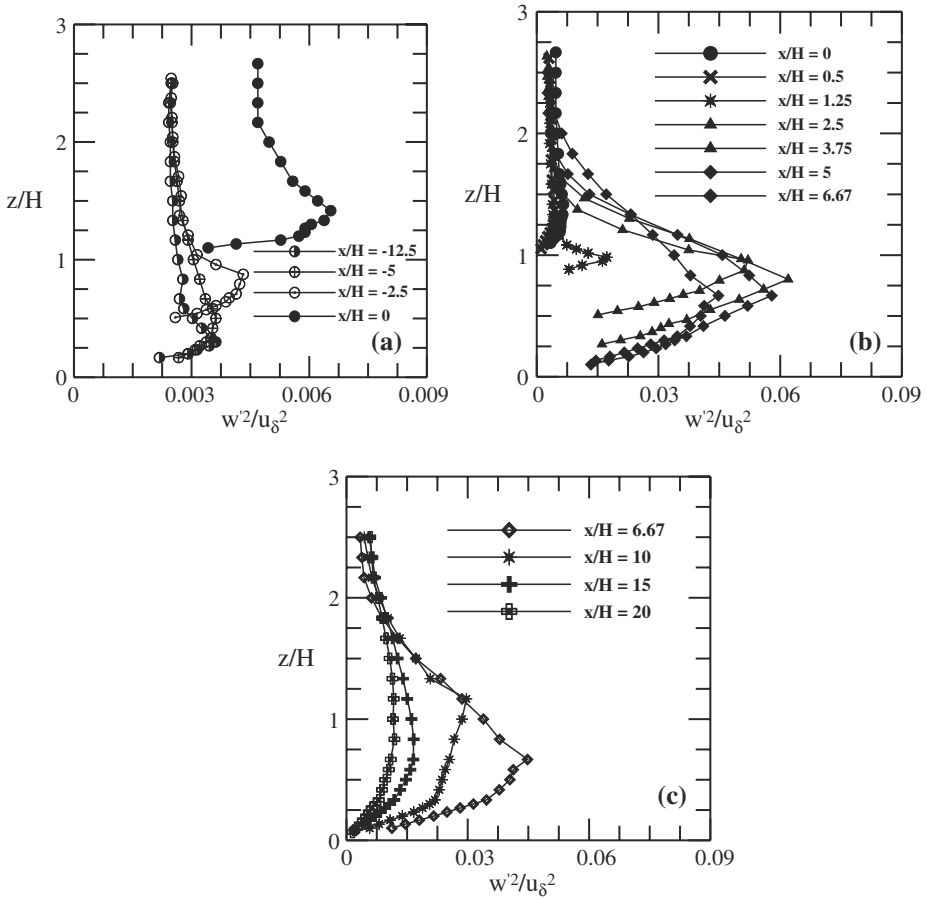 3
2
z/H
1
0
0
0.003
0.006
0.009
w'²/uδ²
x/H = -12.5
x/H = -5
x/H = -2.5
x/H = 0
(a)
3
2
1
0
0
0.03
0.06
0.09
w'²/uδ²
x/H = 0
x/H = 0.5
x/H = 1.25
x/H = 2.5
x/H = 3.75
x/H = 5
x/H = 6.67
(b)
3
2
z/H
1
0
0
0.03
0.06
0.09
w'²/uδ²
x/H = 6.67
x/H = 10
x/H = 15
x/H = 20
(c)